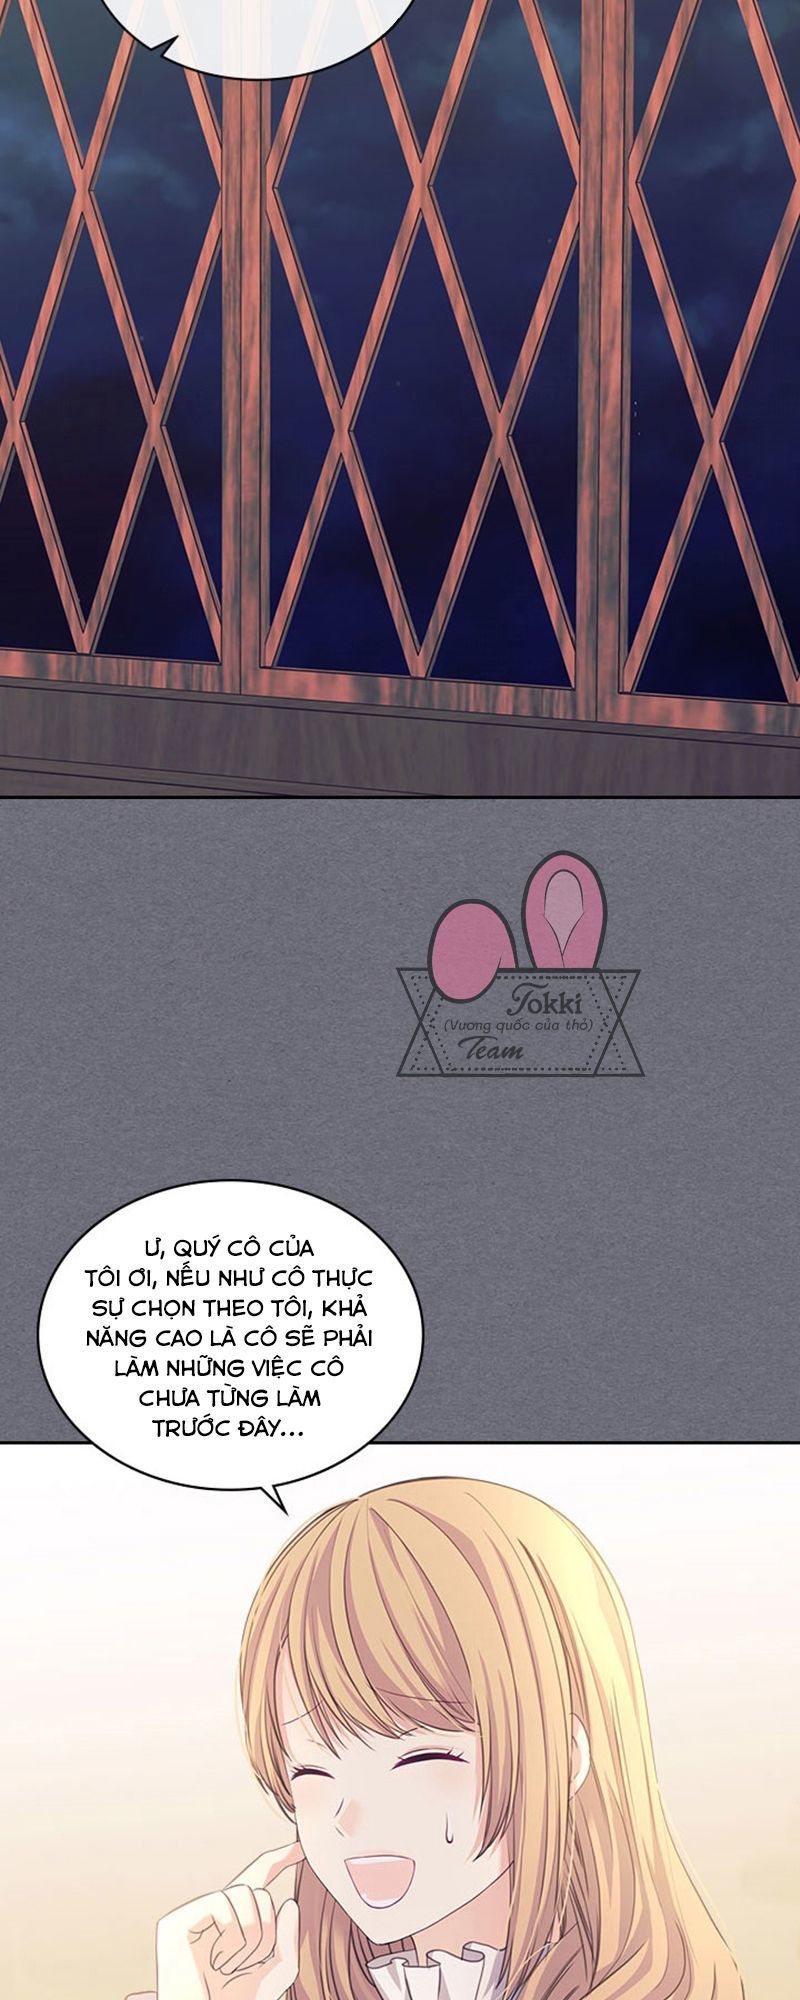 Tokki
(Vương quốc của thỏ)
Team
Ư, QUÝ CÔ CỦA
TÔI ƠI, NẾU NHƯ CÔ THỰC
SỰ CHỌN THEO TÔI, KHẢ
NĂNG CAO LÀ CÔ SẼ PHẢI
LÀM NHỮNG VIỆC CÔ
CHƯA TỪNG LÀM
TRƯỚC ĐÂY...